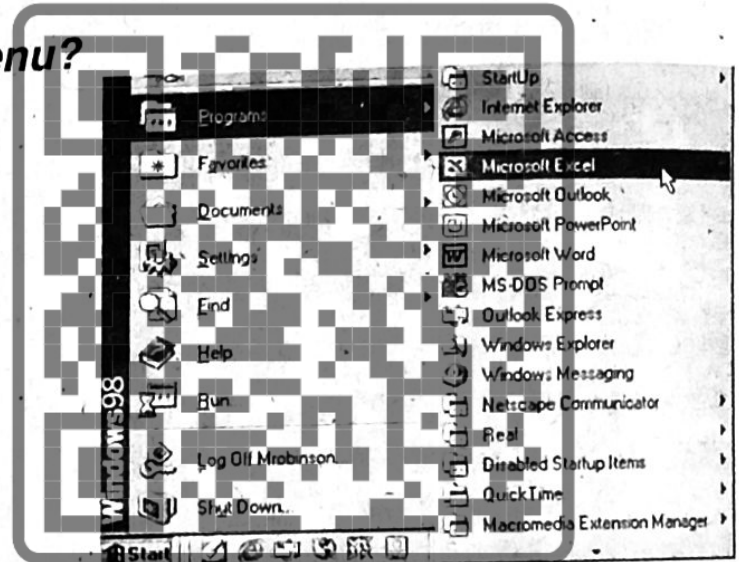 enu?
Programs
Favorites
Documents
Settings
Find
Help
Run...
Log Off Mrobinson...
Shut Down...
Windows98
Start
StartUp
Internet Explorer
Microsoft Access
Microsoft Excel
Microsoft Outlook
Microsoft PowerPoint
Microsoft Word
MS-DOS Prompt
Outlook Express
Windows Explorer
Windows Messaging
Netscape Communicator
Real
Disabled Startup Items
QuickTime
Macromedia Extension Manager